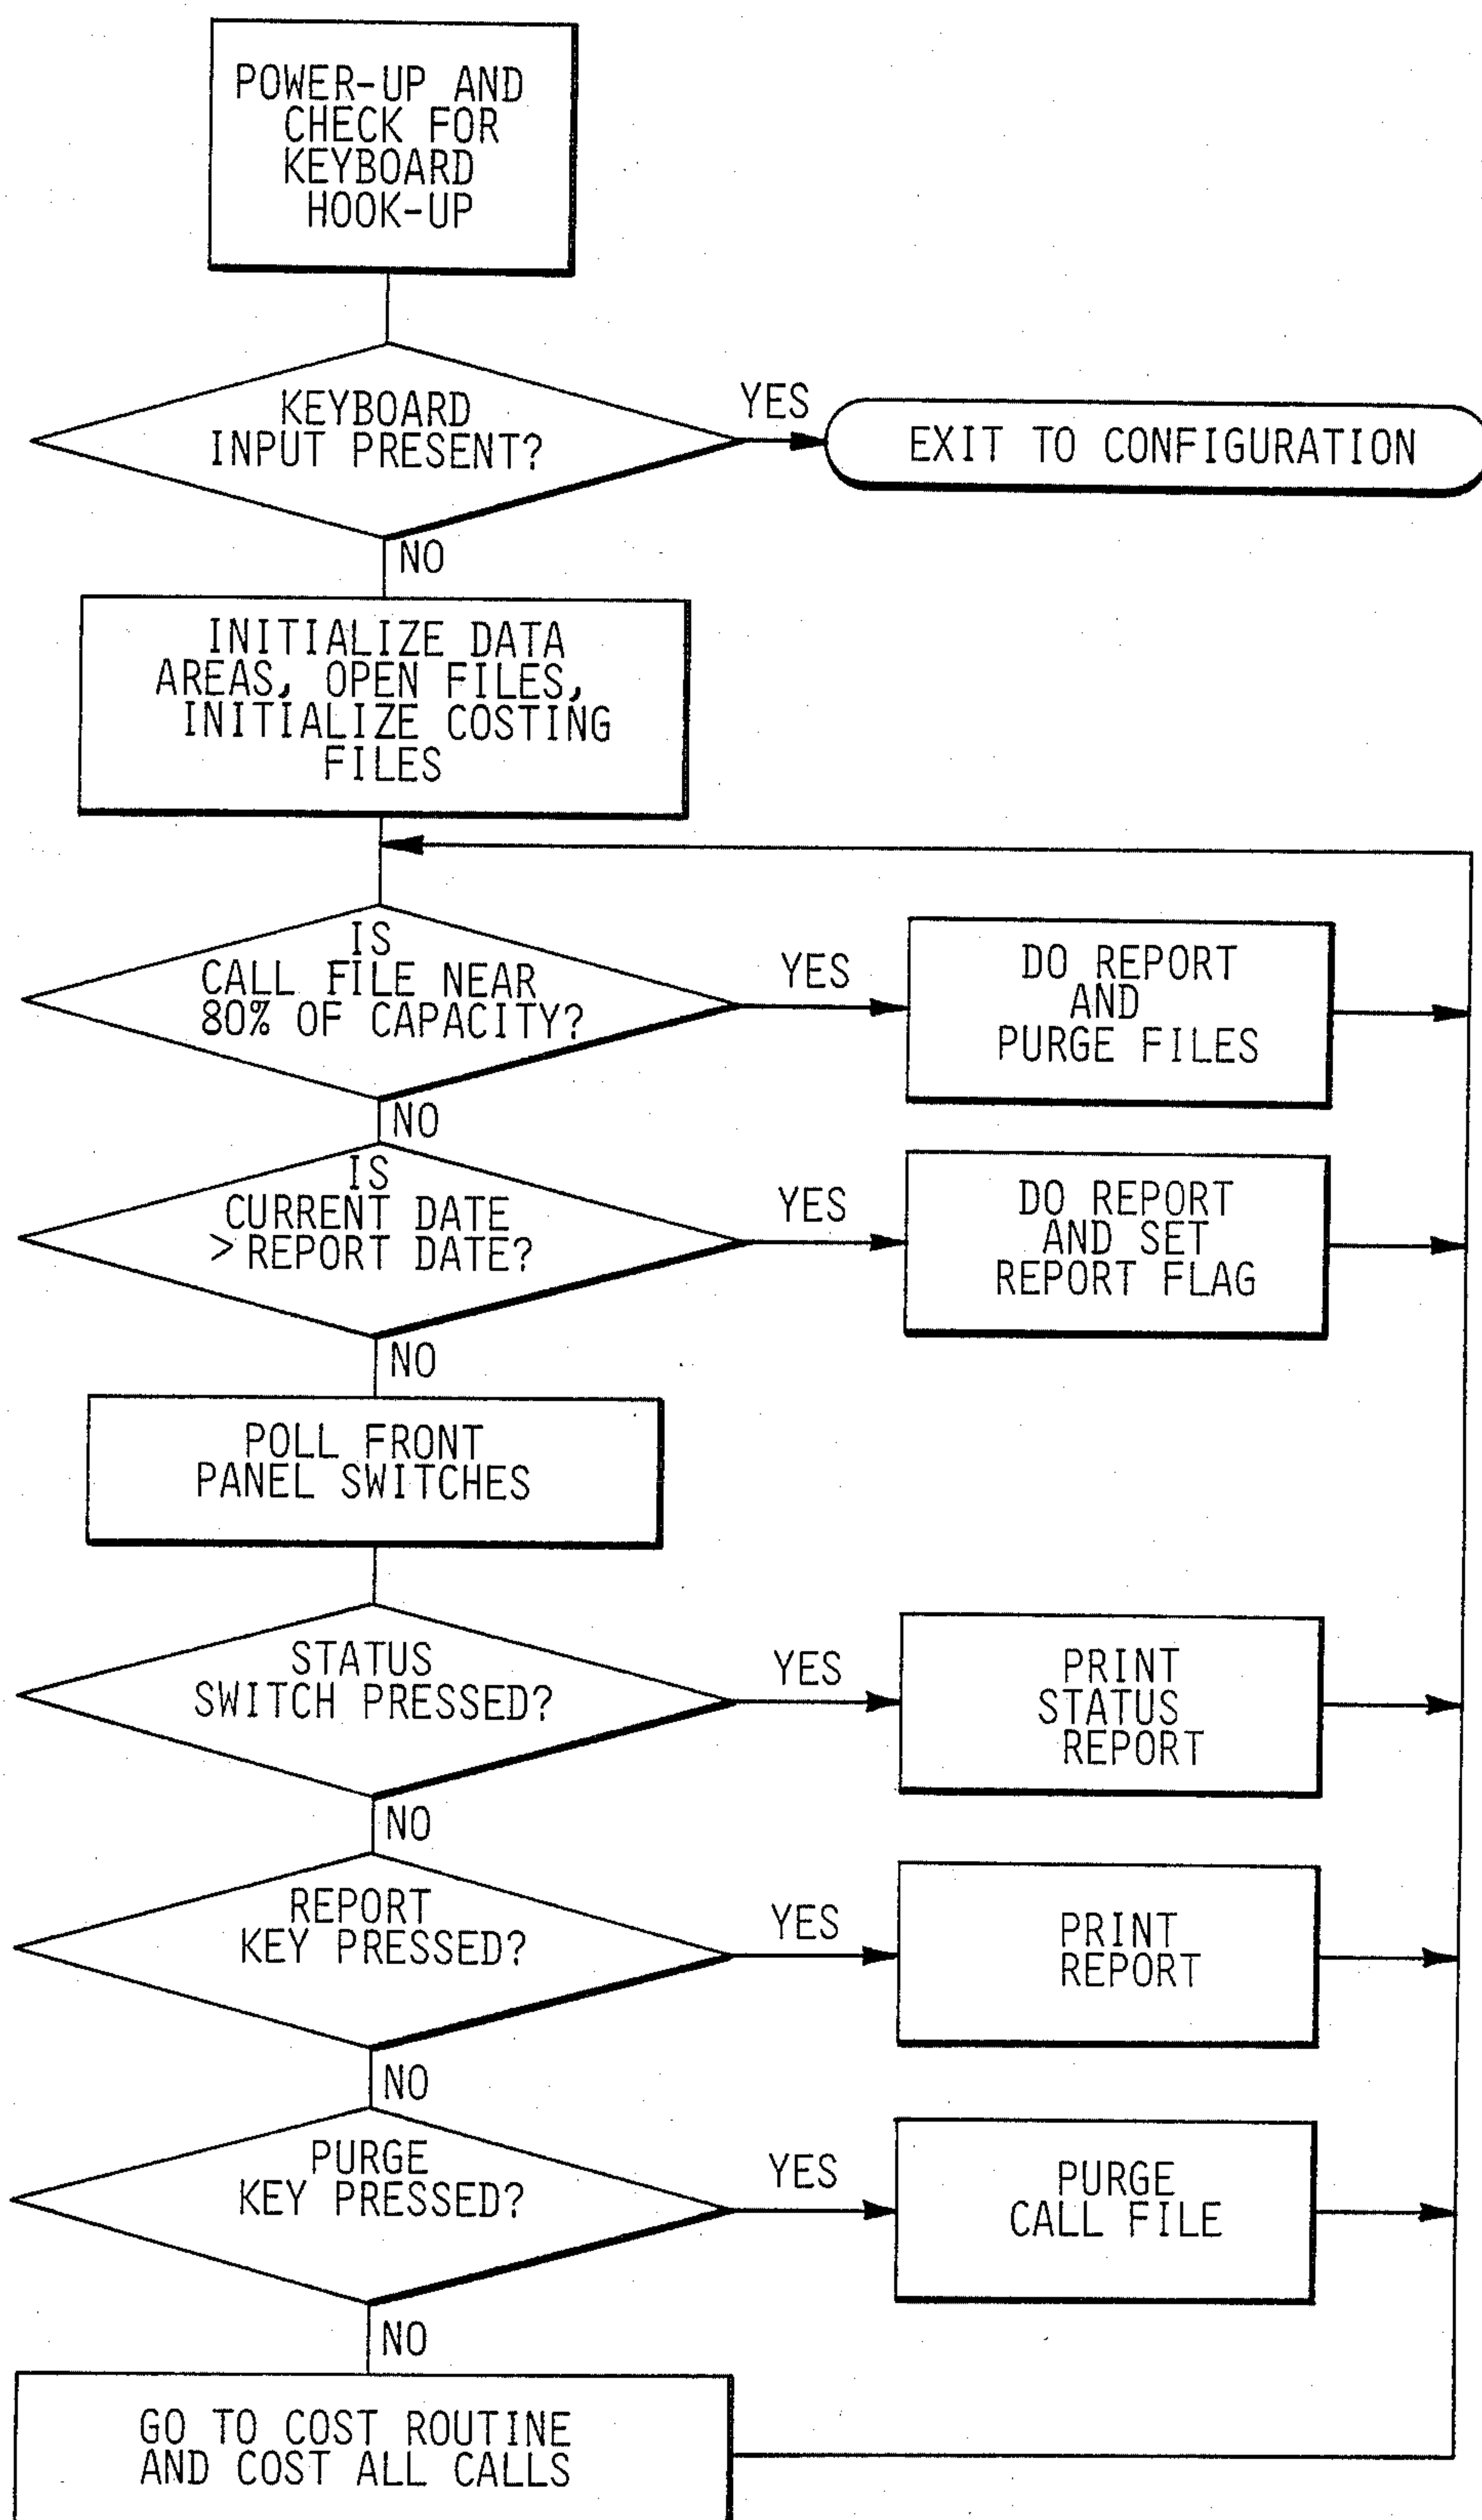 POWER-UP AND
CHECK FOR
KEYBOARD
HOOK-UP
KEYBOARD
INPUT PRESENT?
YES
EXIT TO CONFIGURATION
NO
INITIALIZE DATA
AREAS, OPEN FILES,
INITIALIZE COSTING
FILES
IS
CALL FILE NEAR
80% OF CAPACITY?
YES
DO REPORT
AND
PURGE FILES
NO
IS
CURRENT DATE
> REPORT DATE?
YES
DO REPORT
AND SET
REPORT FLAG
NO
POLL FRONT
PANEL SWITCHES
STATUS
SWITCH PRESSED?
YES
PRINT
STATUS
REPORT
NO
REPORT
KEY PRESSED?
YES
PRINT
REPORT
NO
PURGE
KEY PRESSED?
YES
PURGE
CALL FILE
NO
GO TO COST ROUTINE
AND COST ALL CALLS